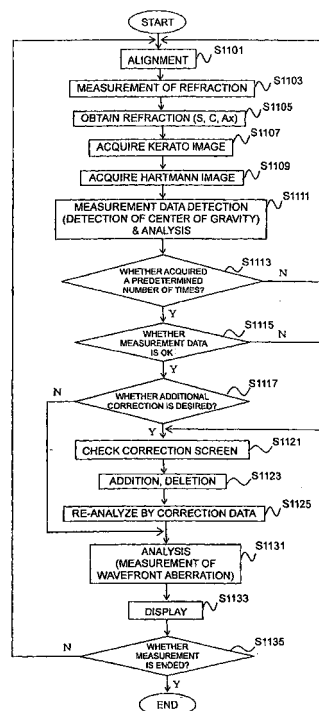 START
S1101
ALIGNMENT
S1103
MEASUREMENT OF REFRACTION
S1105
OBTAIN REFRACTION (S, C, Ax)
S1107
ACQUIRE KERATO IMAGE
S1109
ACQUIRE HARTMANN IMAGE
S1111
MEASUREMENT DATA DETECTION
(DETECTION OF CENTER OF GRAVITY)
& ANALYSIS
S1113
WHETHER ACQUIRED
A PREDETERMINED
NUMBER OF TIMES?
N
Y
S1115
WHETHER
MEASUREMENT DATA
IS OK
N
Y
S1117
WHETHER ADDITIONAL
CORRECTION IS DESIRED?
N
Y
S1121
CHECK CORRECTION SCREEN
S1123
ADDITION, DELETION
S1125
RE-ANALYZE BY CORRECTION DATA
S1131
ANALYSIS
(MEASUREMENT OF
WAVEFRONT ABERRATION)
S1133
DISPLAY
S1135
WHETHER
MEASUREMENT
IS ENDED?
N
Y
END